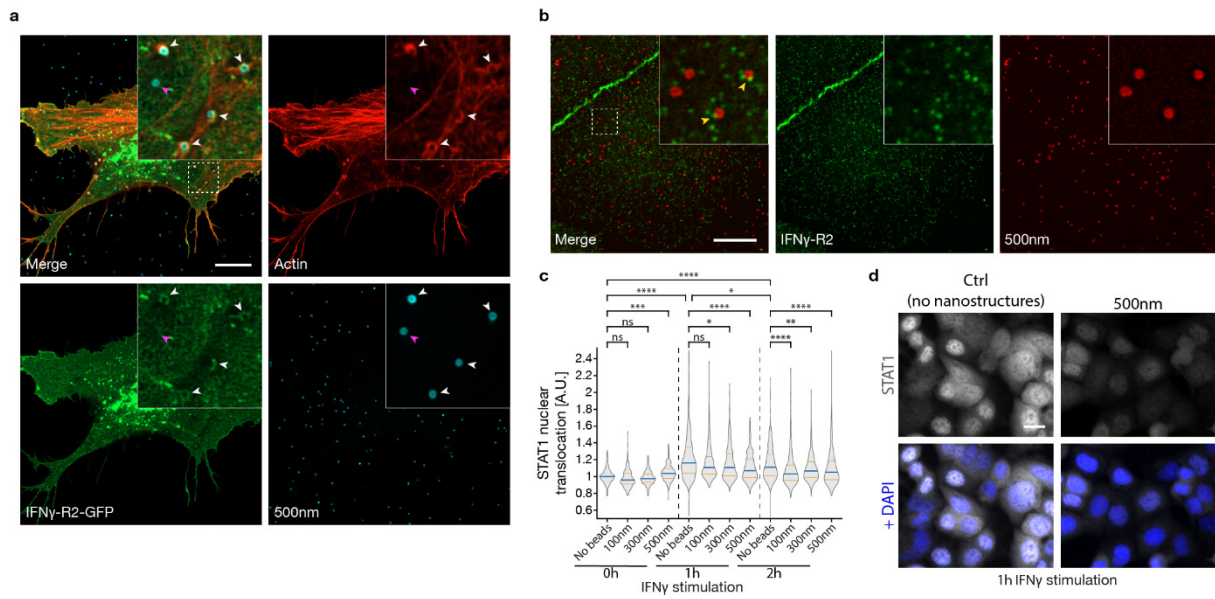 a
Merge
Actin
IFNγ-R2-GFP
500nm
b
Merge
IFNγ-R2
500nm
c
****
****
*
***
****
****
ns
*
**
ns
ns
****
STAT1 nuclear
translocation [A.U.]
2.4
2.2
2.0
1.8
1.6
1.4
1.2
1
0.8
0.6
No beads
100nm
300nm
500nm
No beads
100nm
300nm
500nm
No beads
100nm
300nm
500nm
0h
1h
2h
IFNγ stimulation
d
Ctrl
(no nanostructures)
500nm
STAT1
+ DAPI
1h IFNγ stimulation